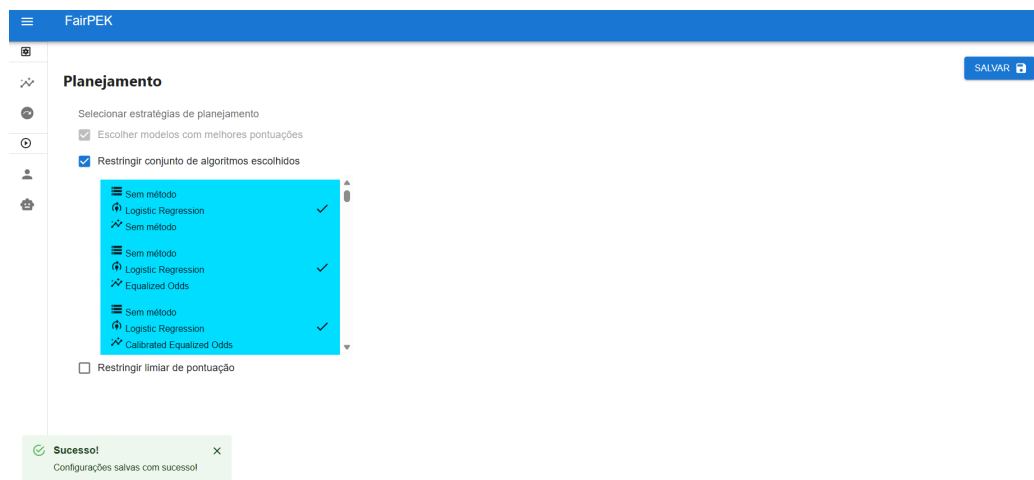 FairPEK
SALVAR
Planejamento
Selecionar estratégias de planejamento
Escolher modelos com melhores pontuações
Restringir conjunto de algoritmos escolhidos
Sem método
Logistic Regression
Sem método
Sem método
Logistic Regression
Equalized Odds
Sem método
Logistic Regression
Calibrated Equalized Odds
Restringir limiar de pontuação
Sucesso!
Configurações salvas com sucesso!